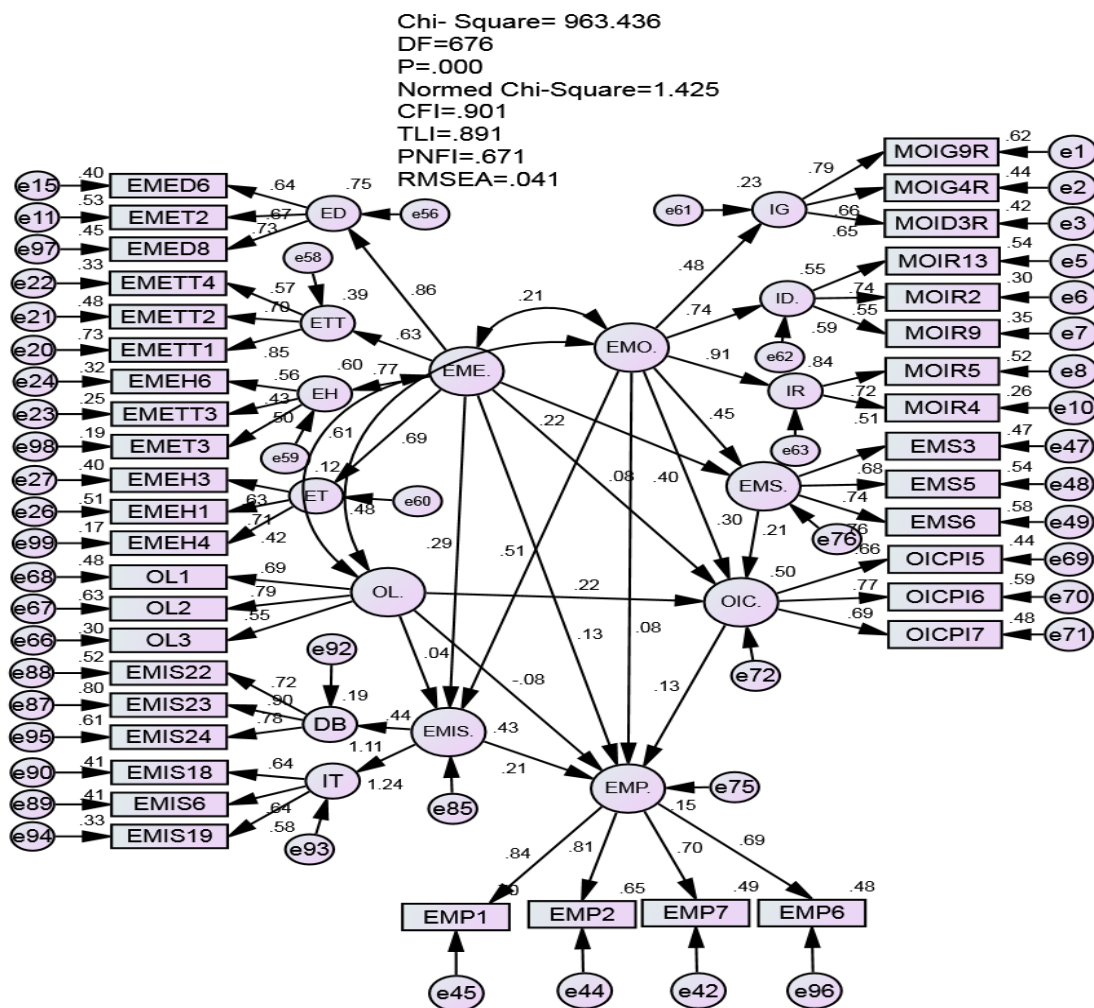 Chi- Square= 963.436
DF=676
P=.000
Normed Chi-Square=1.425
CFI=.901
TLI=.891
PNFI=.671
RMSEA=.041
e15 .40 EMED6 .64 .75
e11 .53 EMET2 .67 ED e56
e97 .45 EMED8 .73
e22 .33 EMETT4 .57 e58
e21 .48 EMETT2 .70 .39 ETT
e20 .73 EMETT1 .85
e24 .32 EMEH6 .56 .60
e23 .25 EMETT3 .43 EH
e98 .19 EMET3 .50 e59
e27 .40 EMEH3 .12
e26 .51 EMEH1 .63 ET e60
e99 .17 EMEH4 .71 .42
e68 .48 OL1 .69
e67 .63 OL2 .79 OL.
e66 .30 OL3 .55
e88 .52 EMIS22 .72 e92
e87 .80 EMIS23 .90 .19 DB
e95 .61 EMIS24 .78
e90 .41 EMIS18 .64 1.24
e89 .41 EMIS6 .64 IT
e94 .33 EMIS19 .58 e93
.86
.63
.77
.69
.61
.48
.21
EME.
EMO.
.48
.74
.91
.22
.45
.08
.40
.29
.51
.13
.08
.22
.04
-.08
.44
1.11
EMIS.
.43
.21
e85
.30
.21
.13
e61 .23 IG .79 MOIG9R .62 e1
.66 MOIG4R .44 e2
.65 MOID3R .42 e3
.55 ID. MOIR13 .54 e5
.74 MOIR2 .30 e6
.55
e62 .59 MOIR9 .35 e7
.84 IR MOIR5 .52 e8
.72
e63 .51 MOIR4 .26 e10
EMS. EMS3 .47 e47
.68 EMS5 .54 e48
.74
e76 .76 EMS6 .58 e49
.50 .66 OICPI5 .44 e69
OIC. .77 OICPI6 .59 e70
.69 OICPI7 .48 e71
e72
EMP. e75
.15
.84 .81 .70 .69
.65 .49 .48
EMP1 EMP2 EMP7 EMP6
e45 e44 e42 e96